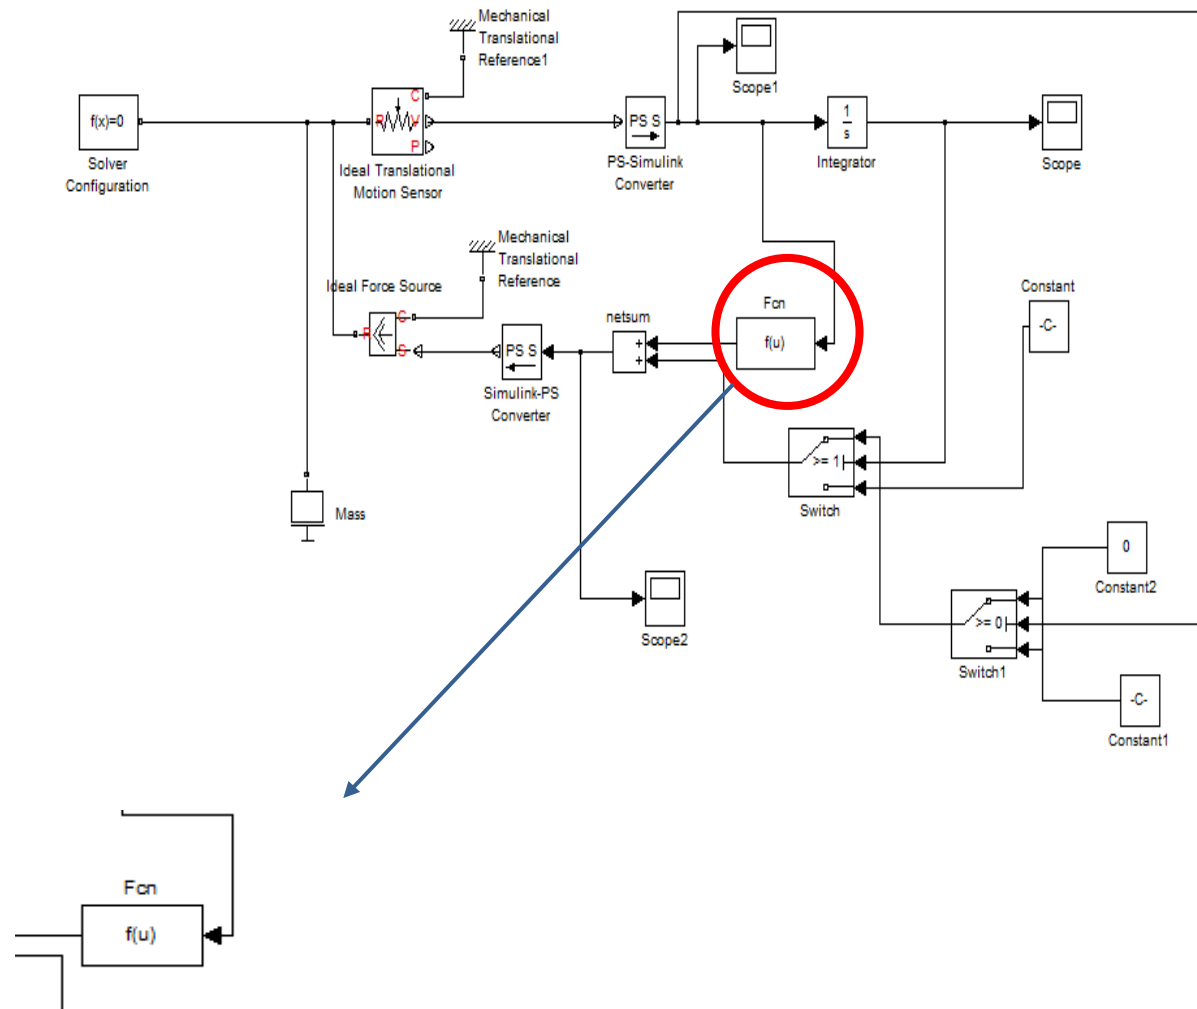 Mechanical
Translational
Reference1
Scope1
f(x)=0
Solver
Configuration
C
R
V
P
Ideal Translational
Motion Sensor
PS S
PS-Simulink
Converter
1
s
Integrator
Scope
Mechanical
Translational
Reference
Ideal Force Source
C
R
S
PS S
Simulink-PS
Converter
netsum
+
+
Fcn
f(u)
Constant
-C-
>= 1
Switch
Mass
Scope2
0
Constant2
>= 0
Switch1
-C-
Constant1
Fcn
f(u)